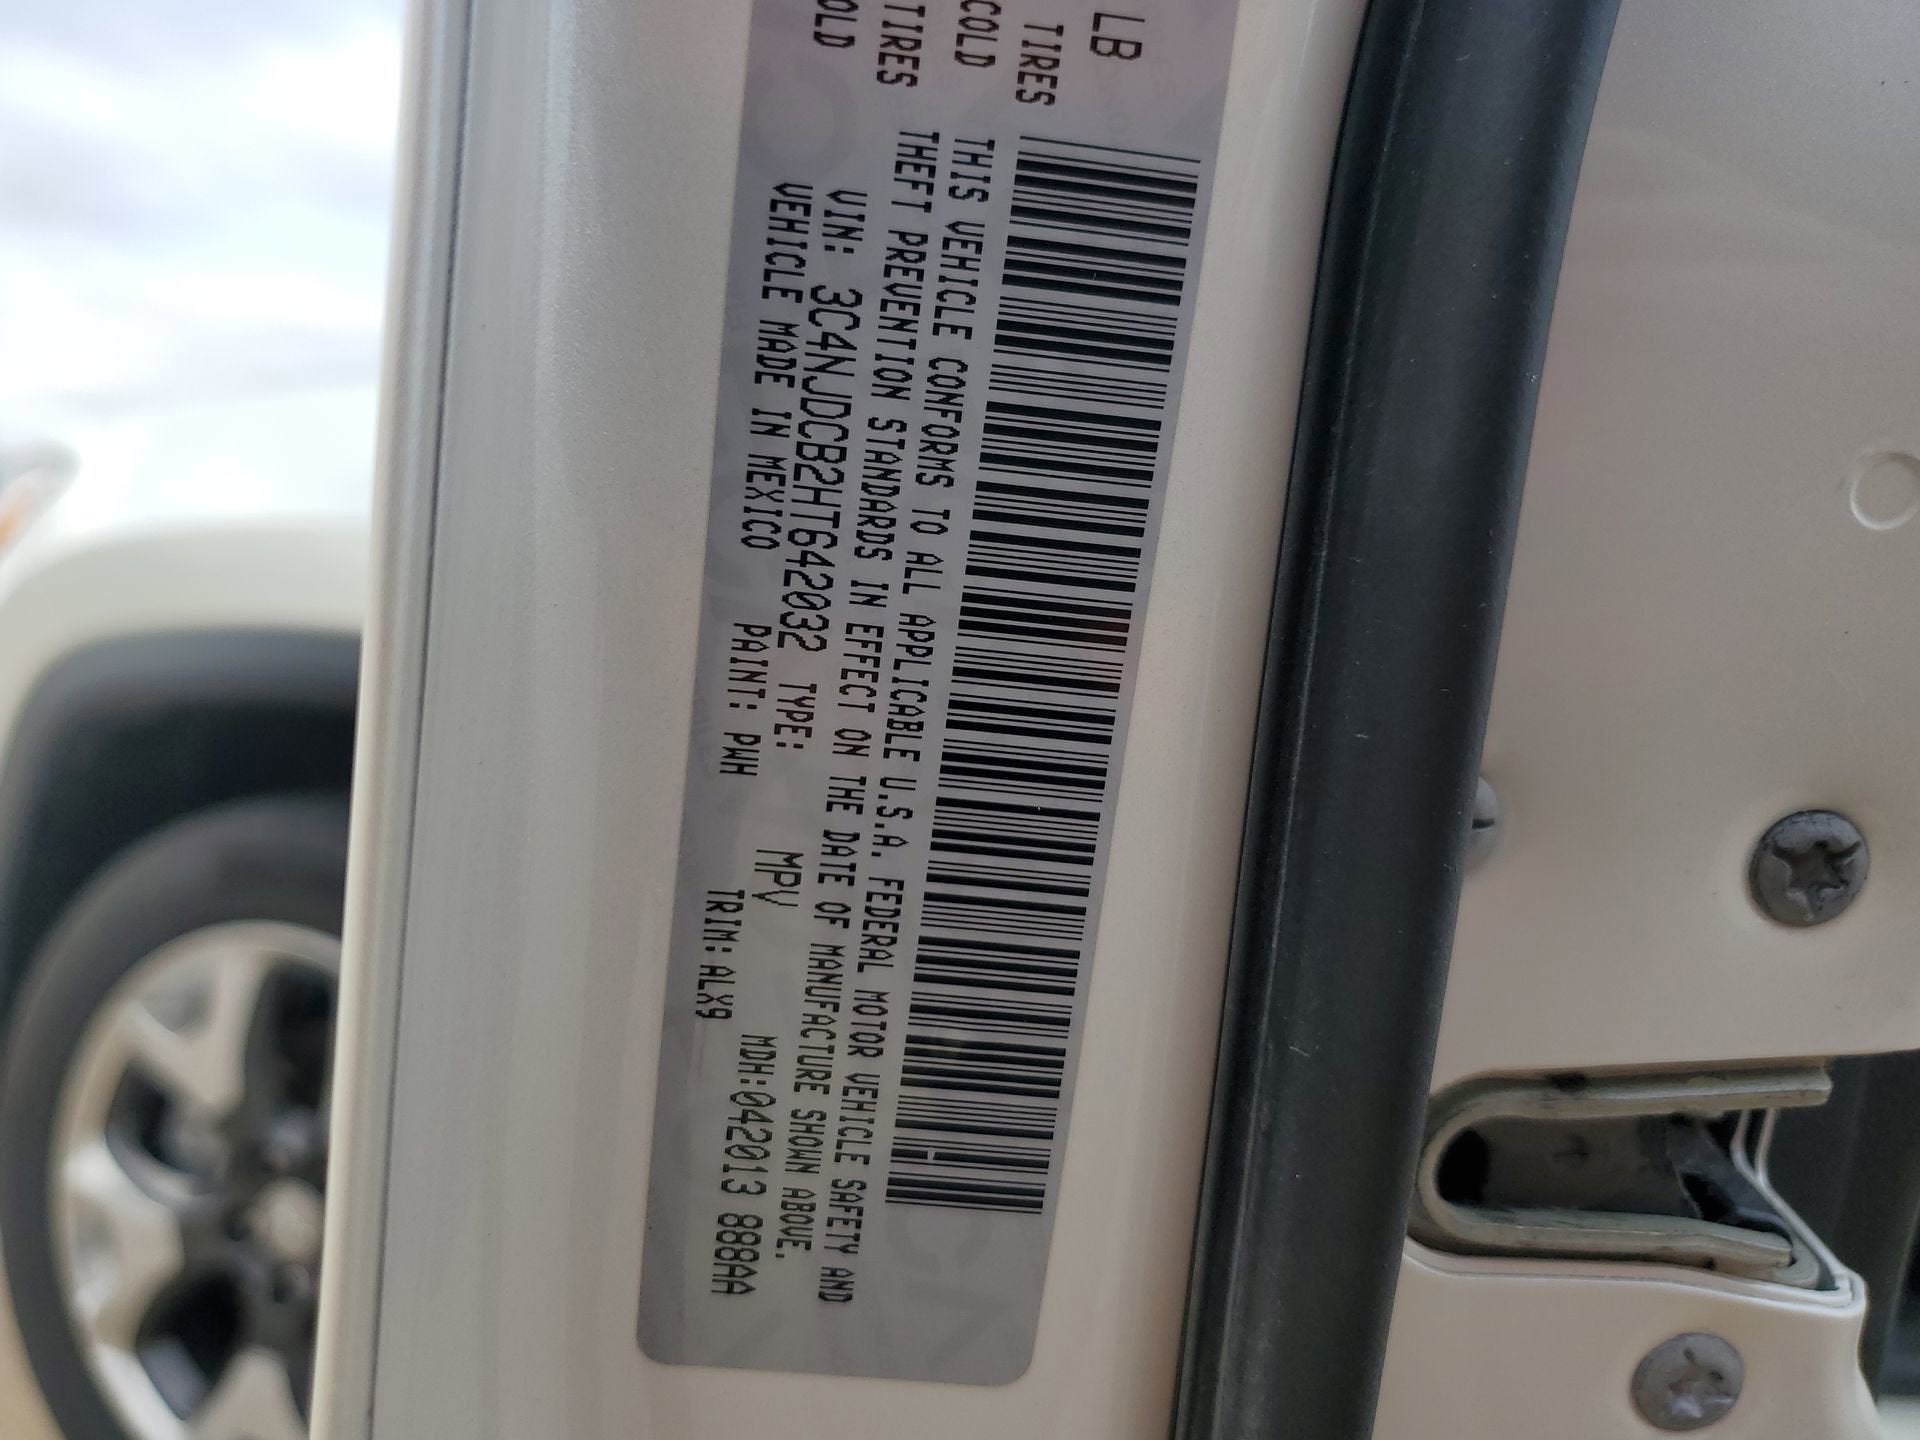 LB
TIRES
COLD
TIRES
OLD
THIS VEHICLE CONFORMS TO ALL APPLICABLE U.S.A. FEDERAL MOTOR VEHICLE SAFETY AND
THEFT PREVENTION STANDARDS IN EFFECT ON THE DATE OF MANUFACTURE SHOWN ABOVE.
VIN: 3C4NJDCB2HT642032 TYPE: MPV MDH:042013 888AA
VEHICLE MADE IN MEXICO PAINT: PWH TRIM: ALX9